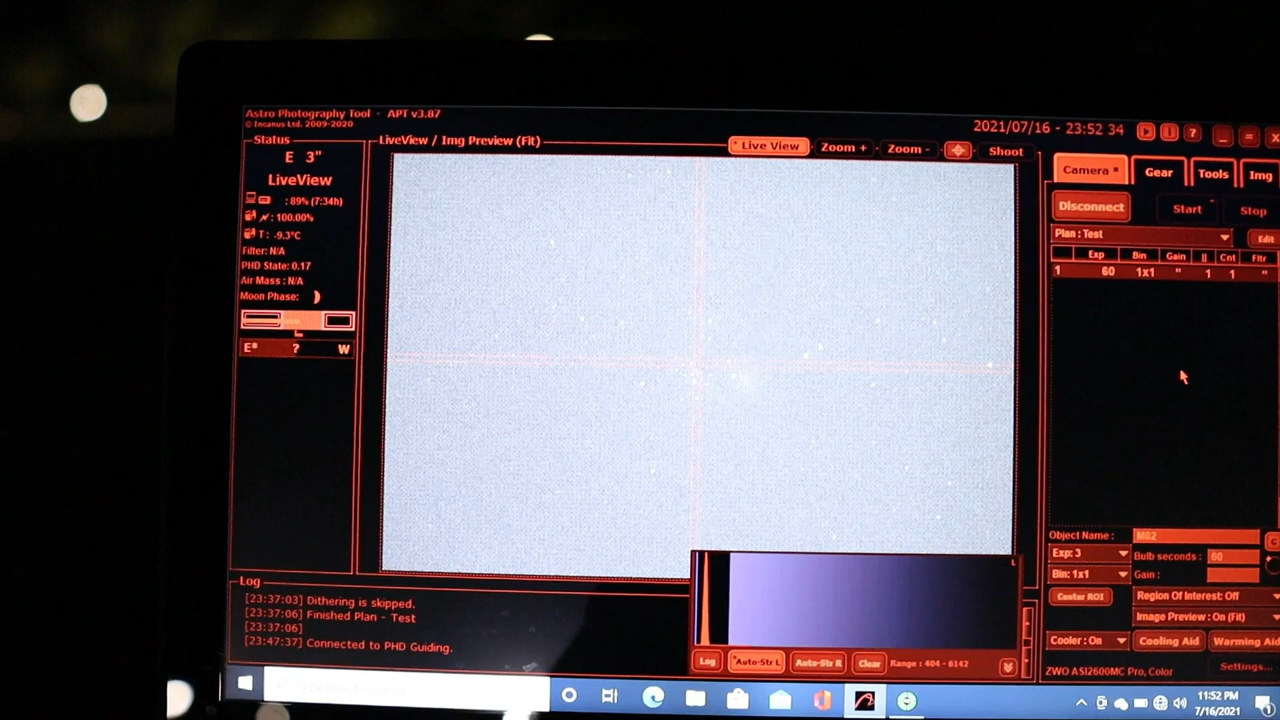 Astro Photography Tool - APT v3.87
© Incanus Ltd. 2009-2020
2021/07/16 - 23:52 34
Status
E 3"
LiveView
: 89% (7:34h)
: 100.00%
T : -9.3°C
Filter: N/A
PHD State: 0.17
Air Mass : N/A
Moon Phase:
E* ? W
LiveView / Img Preview (Fit)
* Live View Zoom + Zoom - Shoot
Camera * Gear Tools Img
Disconnect Start Stop
Plan : Test Edit
Exp Bin Gain || Cnt Fltr
1 60 1x1 " 1 1 "
Object Name : M82
Exp: 3 Bulb seconds : 60
Bin: 1x1 Gain :
Center ROI Region Of Interest: Off
Image Preview : On (Fit)
Cooler : On Cooling Aid Warming Aid
ZWO ASI2600MC Pro, Color Settings...
Log
[23:37:03] Dithering is skipped.
[23:37:06] Finished Plan - Test
[23:37:06]
[23:47:37] Connected to PHD Guiding.
L
Log *Auto-Str L Auto-Str R Clear Range : 404 - 6142
11:52 PM
7/16/2021
1